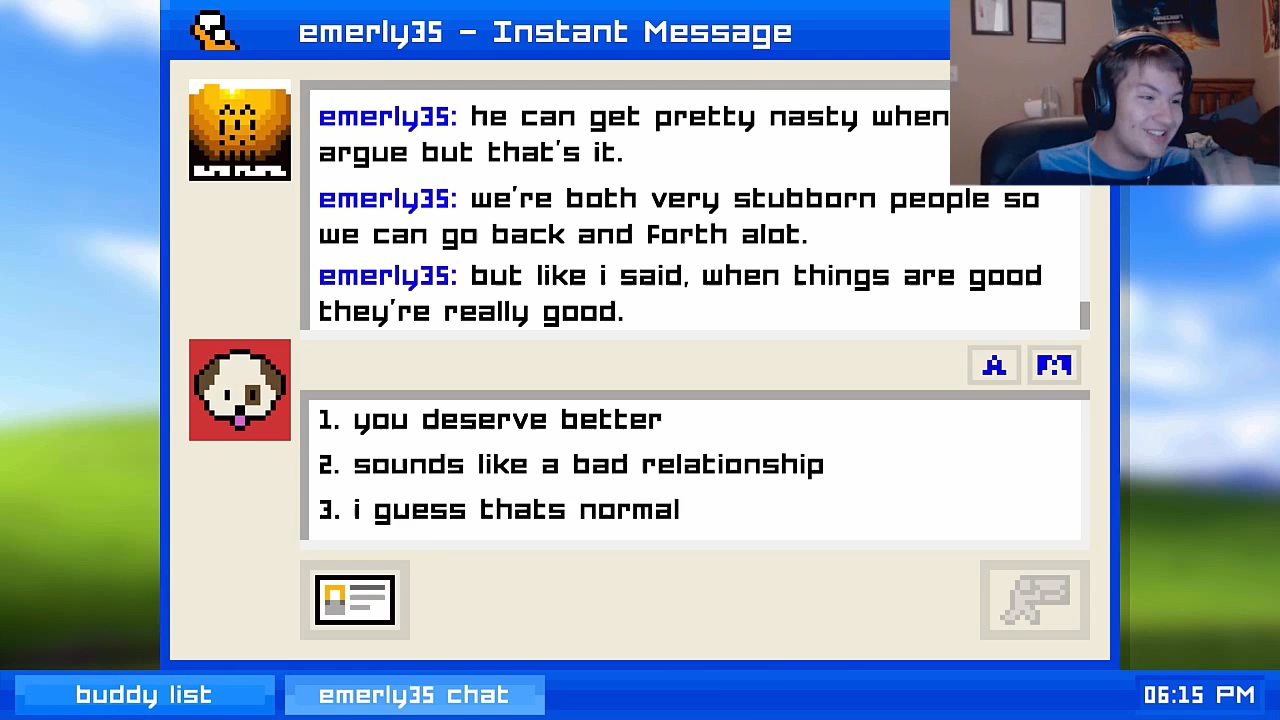 emerly35 - Instant Message
emerly35: he can get pretty nasty when
argue but that's it.
emerly35: we're both very stubborn people so
we can go back and forth alot.
emerly35: but like i said, when things are good
they're really good.
A
1. you deserve better
2. sounds like a bad relationship
3. i guess thats normal
buddy list
emerly35 chat
06:15 PM